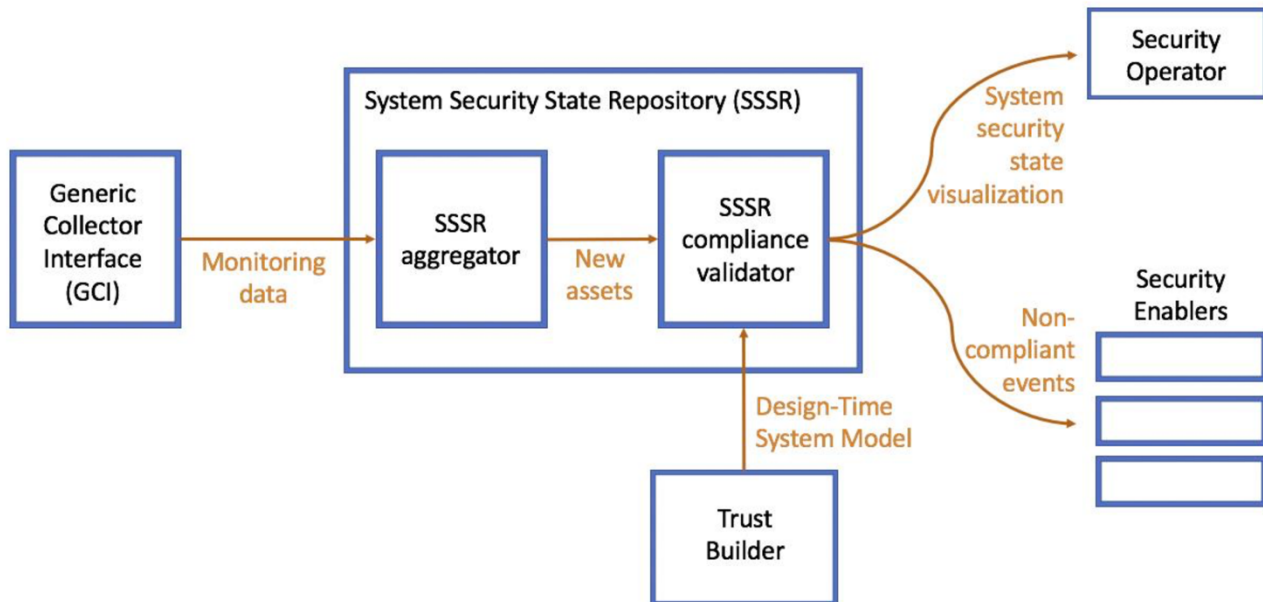 Security
Operator
System Security State Repository (SSSR)
System
security
state
visualization
Generic
Collector
Interface
(GCI)
Monitoring
data
SSSR
aggregator
New
assets
SSSR
compliance
validator
Security
Enablers
Non-
compliant
events
Design-Time
System Model
Trust
Builder